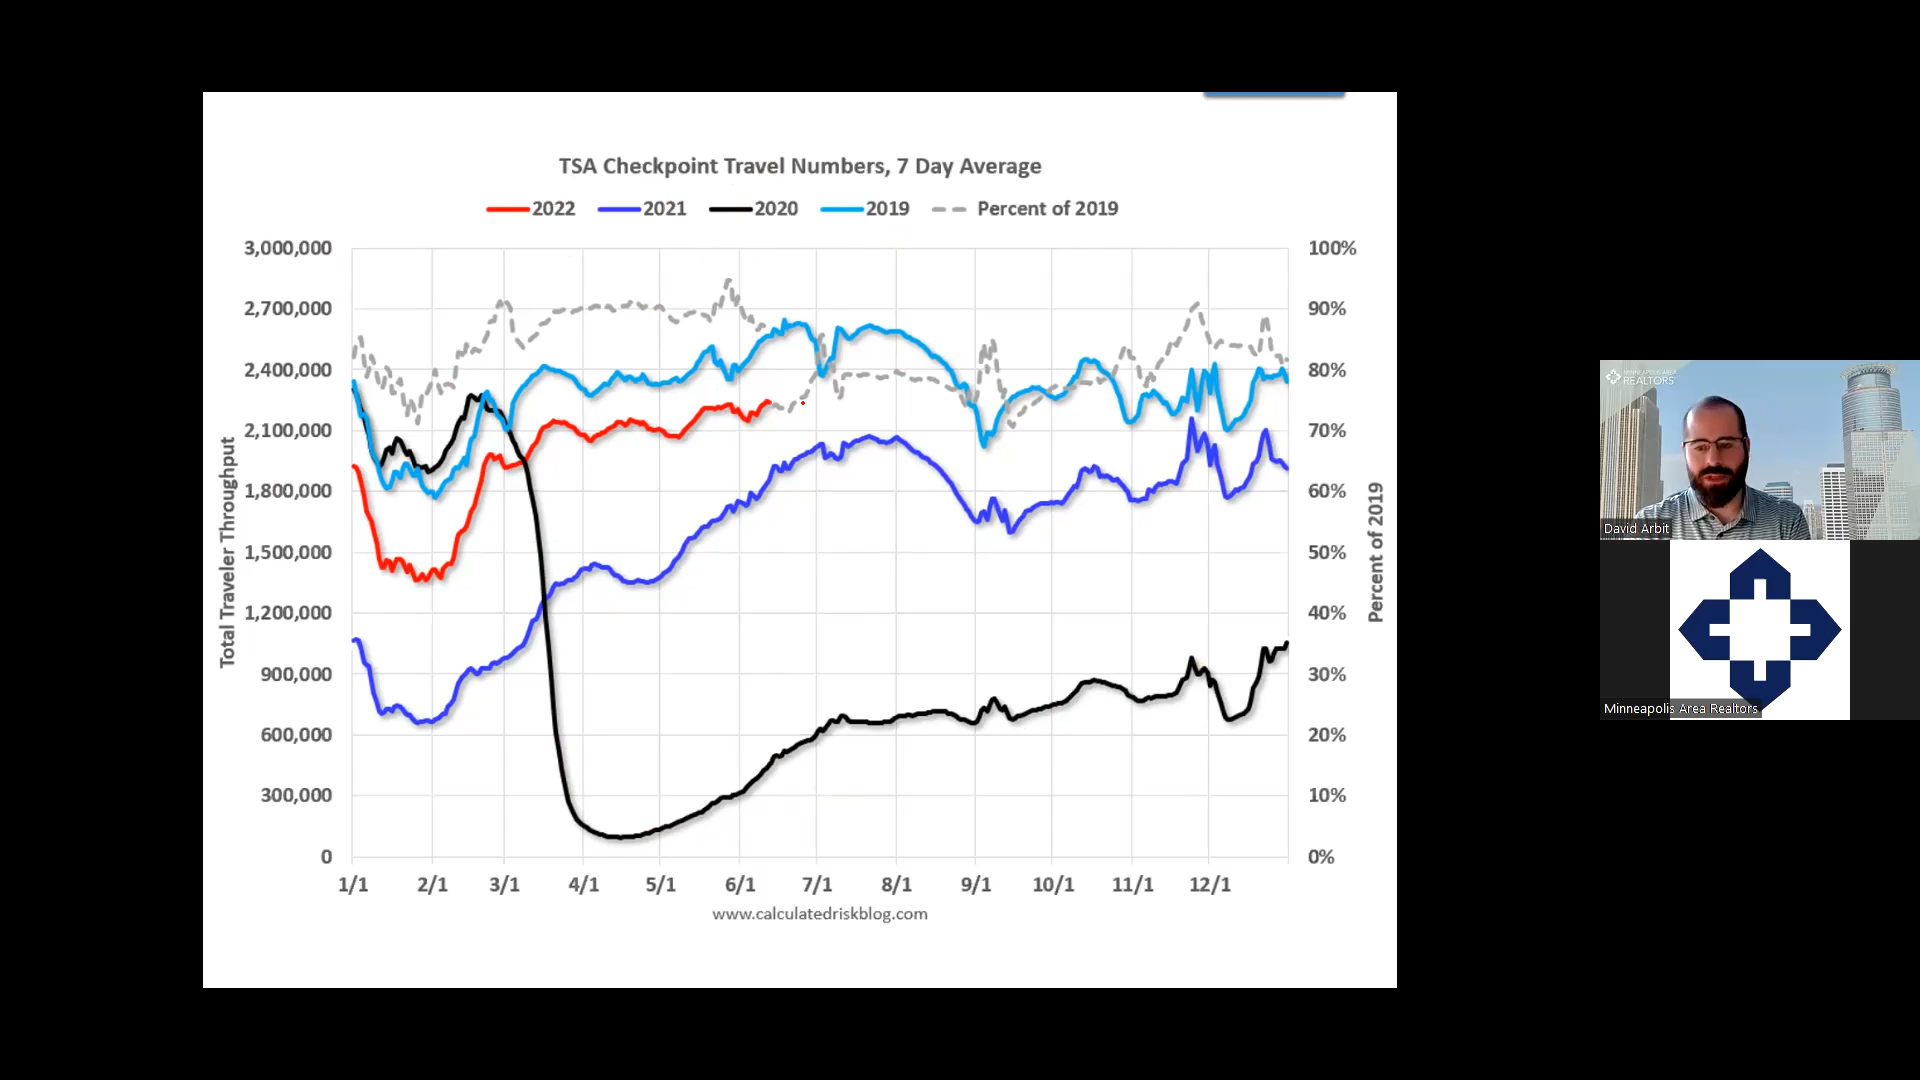 TSA Checkpoint Travel Numbers, 7 Day Average
2022 2021 2020 2019 Percent of 2019
3,000,000
2,700,000
2,400,000
2,100,000
1,800,000
1,500,000
1,200,000
900,000
600,000
300,000
0
Total Traveler Throughput
100%
90%
80%
70%
60%
50%
40%
30%
20%
10%
0%
Percent of 2019
1/1 2/1 3/1 4/1 5/1 6/1 7/1 8/1 9/1 10/1 11/1 12/1
www.calculatedriskblog.com
MINNEAPOLIS AREA
REALTORS
David Arbit
Minneapolis Area Realtors